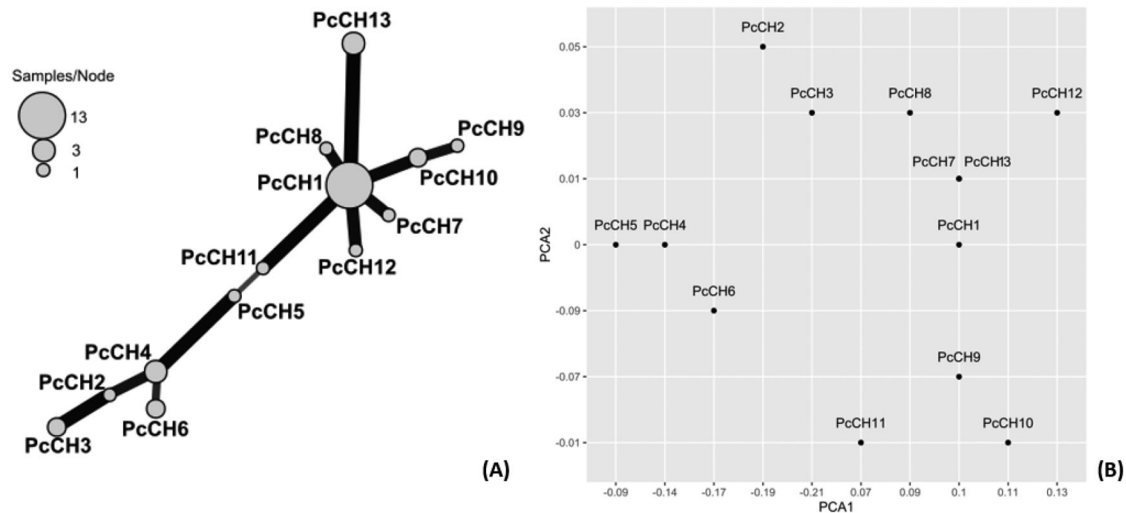 PcCH13
Samples/Node
13
3
1
PcCH8
PcCH9
PcCH1
PcCH10
PcCH7
PcCH11
PcCH12
PcCH5
PcCH4
PcCH2
PcCH3
PcCH6
(A)
PCA2
0.05
0.03
0.01
0
-0.09
-0.07
-0.01
PcCH2
PcCH3
PcCH8
PcCH12
PcCH7
PcCH13
PcCH5
PcCH4
PcCH1
PcCH6
PcCH9
PcCH11
PcCH10
-0.09 -0.14 -0.17 -0.19 -0.21 0.07 0.09 0.1 0.11 0.13
PCA1
(B)